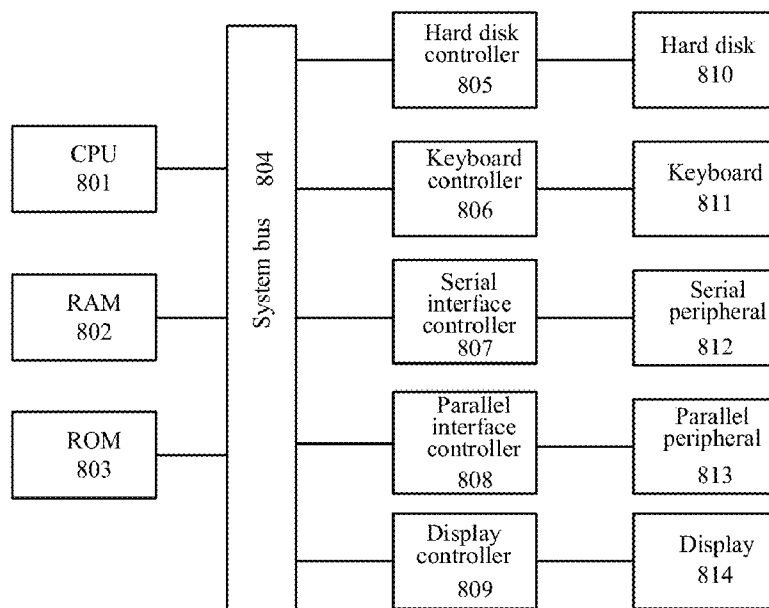 CPU
801
RAM
802
ROM
803
System bus 804
Hard disk
controller
805
Hard disk
810
Keyboard
controller
806
Keyboard
811
Serial
interface
controller
807
Serial
peripheral
812
Parallel
interface
controller
808
Parallel
peripheral
813
Display
controller
809
Display
814